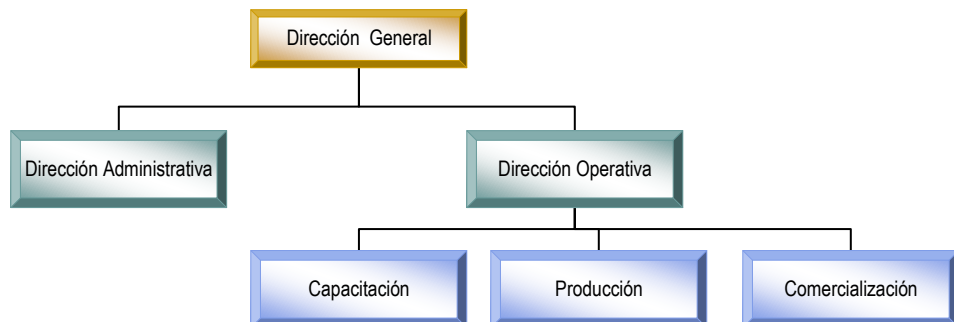 Dirección  General
Dirección Administrativa
Dirección Operativa
Capacitación
Producción
Comercialización